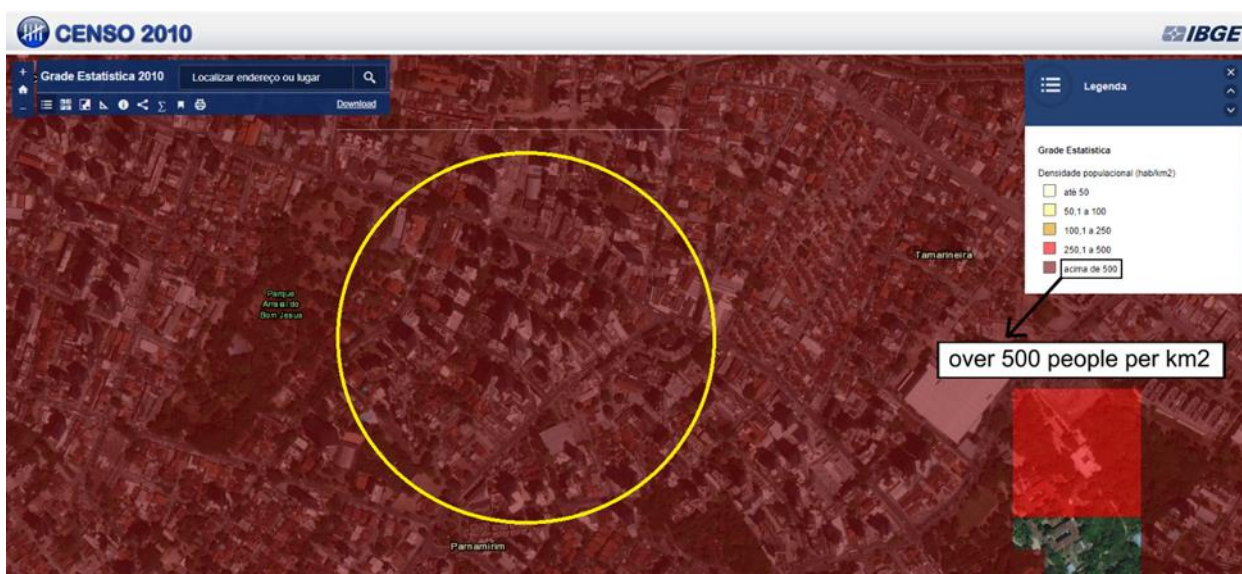 CENSO 2010
IBGE
Grade Estatística 2010
Localizar endereço ou lugar
Download
Legenda
Grade Estatística
Densidade populacional (hab/km2)
até 50
50,1 a 100
100,1 a 250
250,1 a 500
acima de 500
Tamarineira
Parque
Arraial do
Bom Jesus
over 500 people per km2
Parnamirim